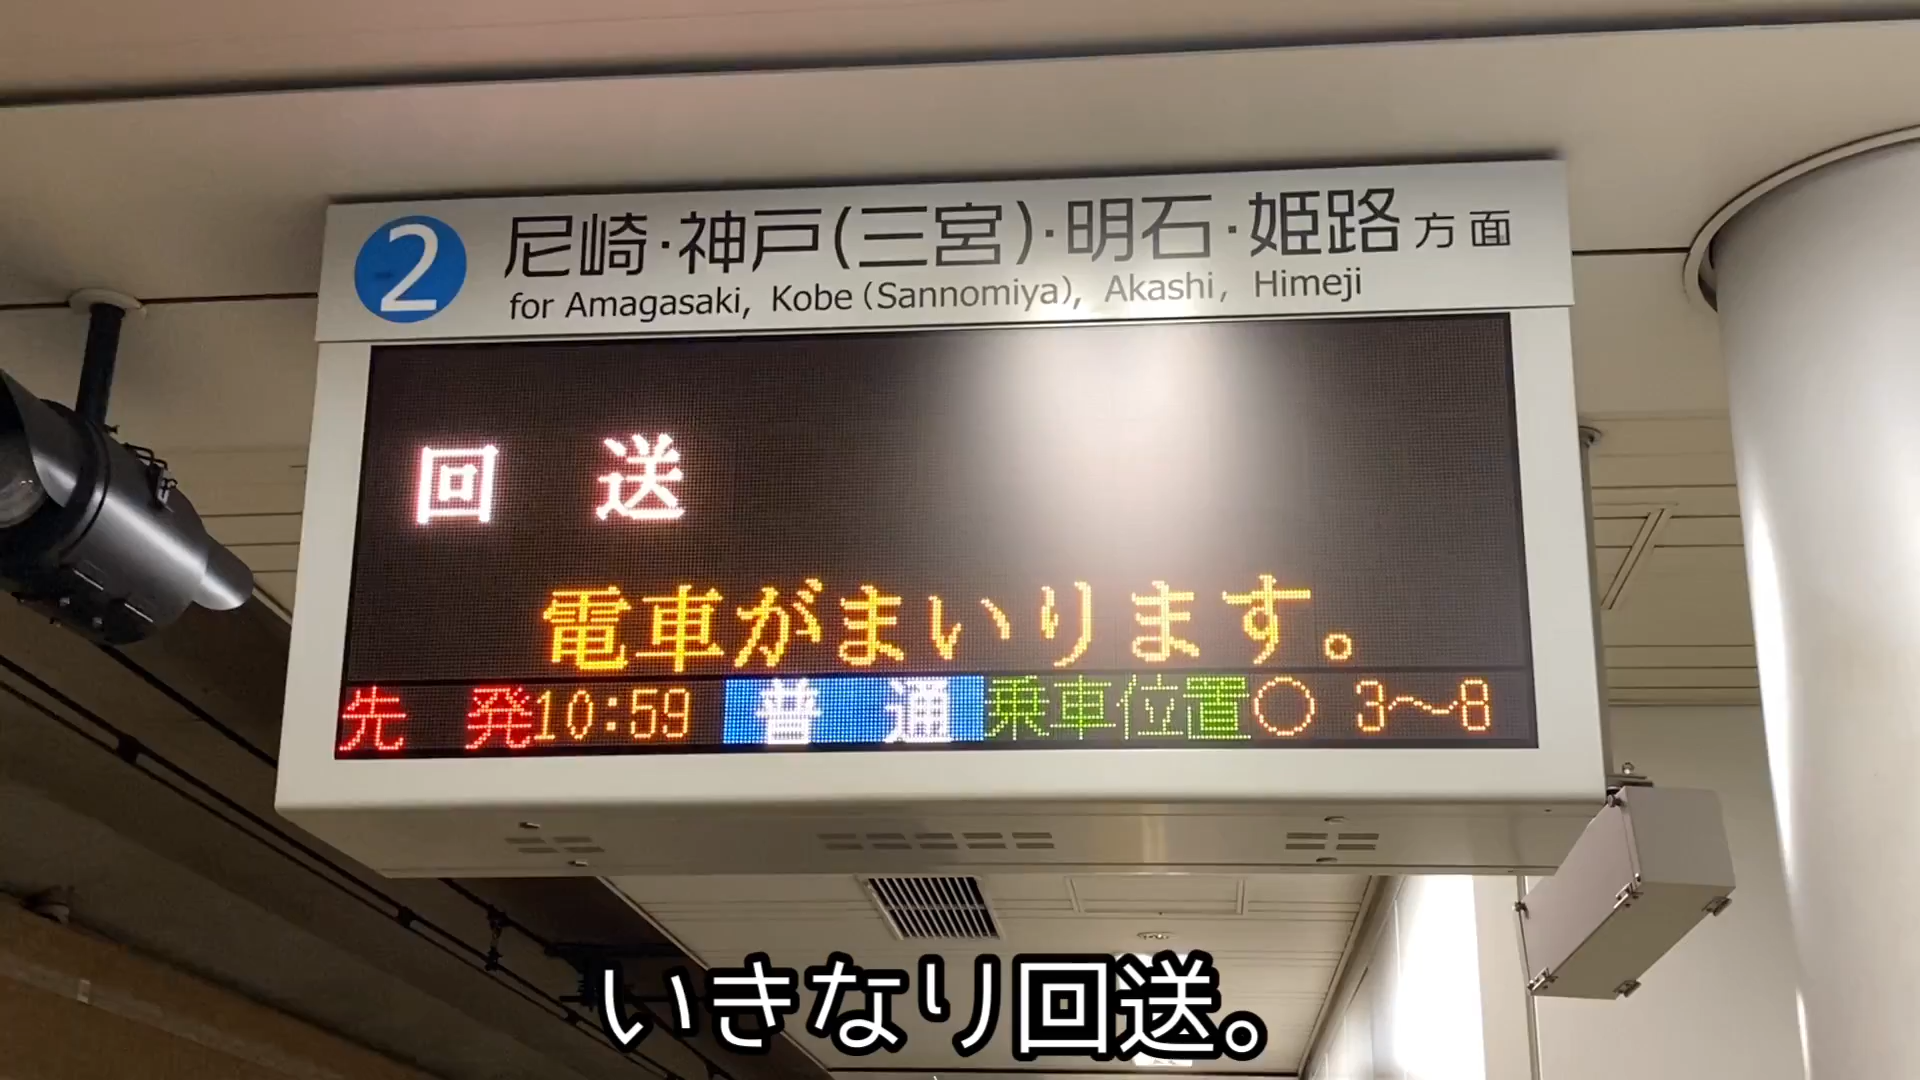 2 尼崎・神戸(三宮)・明石・姫路方面
for Amagasaki, Kobe (Sannomiya), Akashi, Himeji
回 送
電車がまいります。
先 発 10:59 普 通 乗車位置 ○ 3～8
いきなり回送。